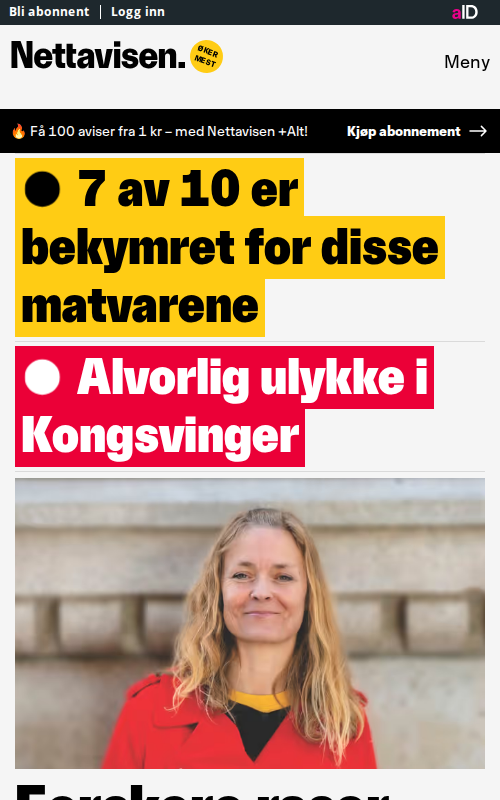 Bli abonnent | Logg inn
aID
Nettavisen.
ØKER
MEST
Meny
🔥 Få 100 aviser fra 1 kr – med Nettavisen +Alt!
Kjøp abonnement →
7 av 10 er
bekymret for disse
matvarene
Alvorlig ulykke i
Kongsvinger